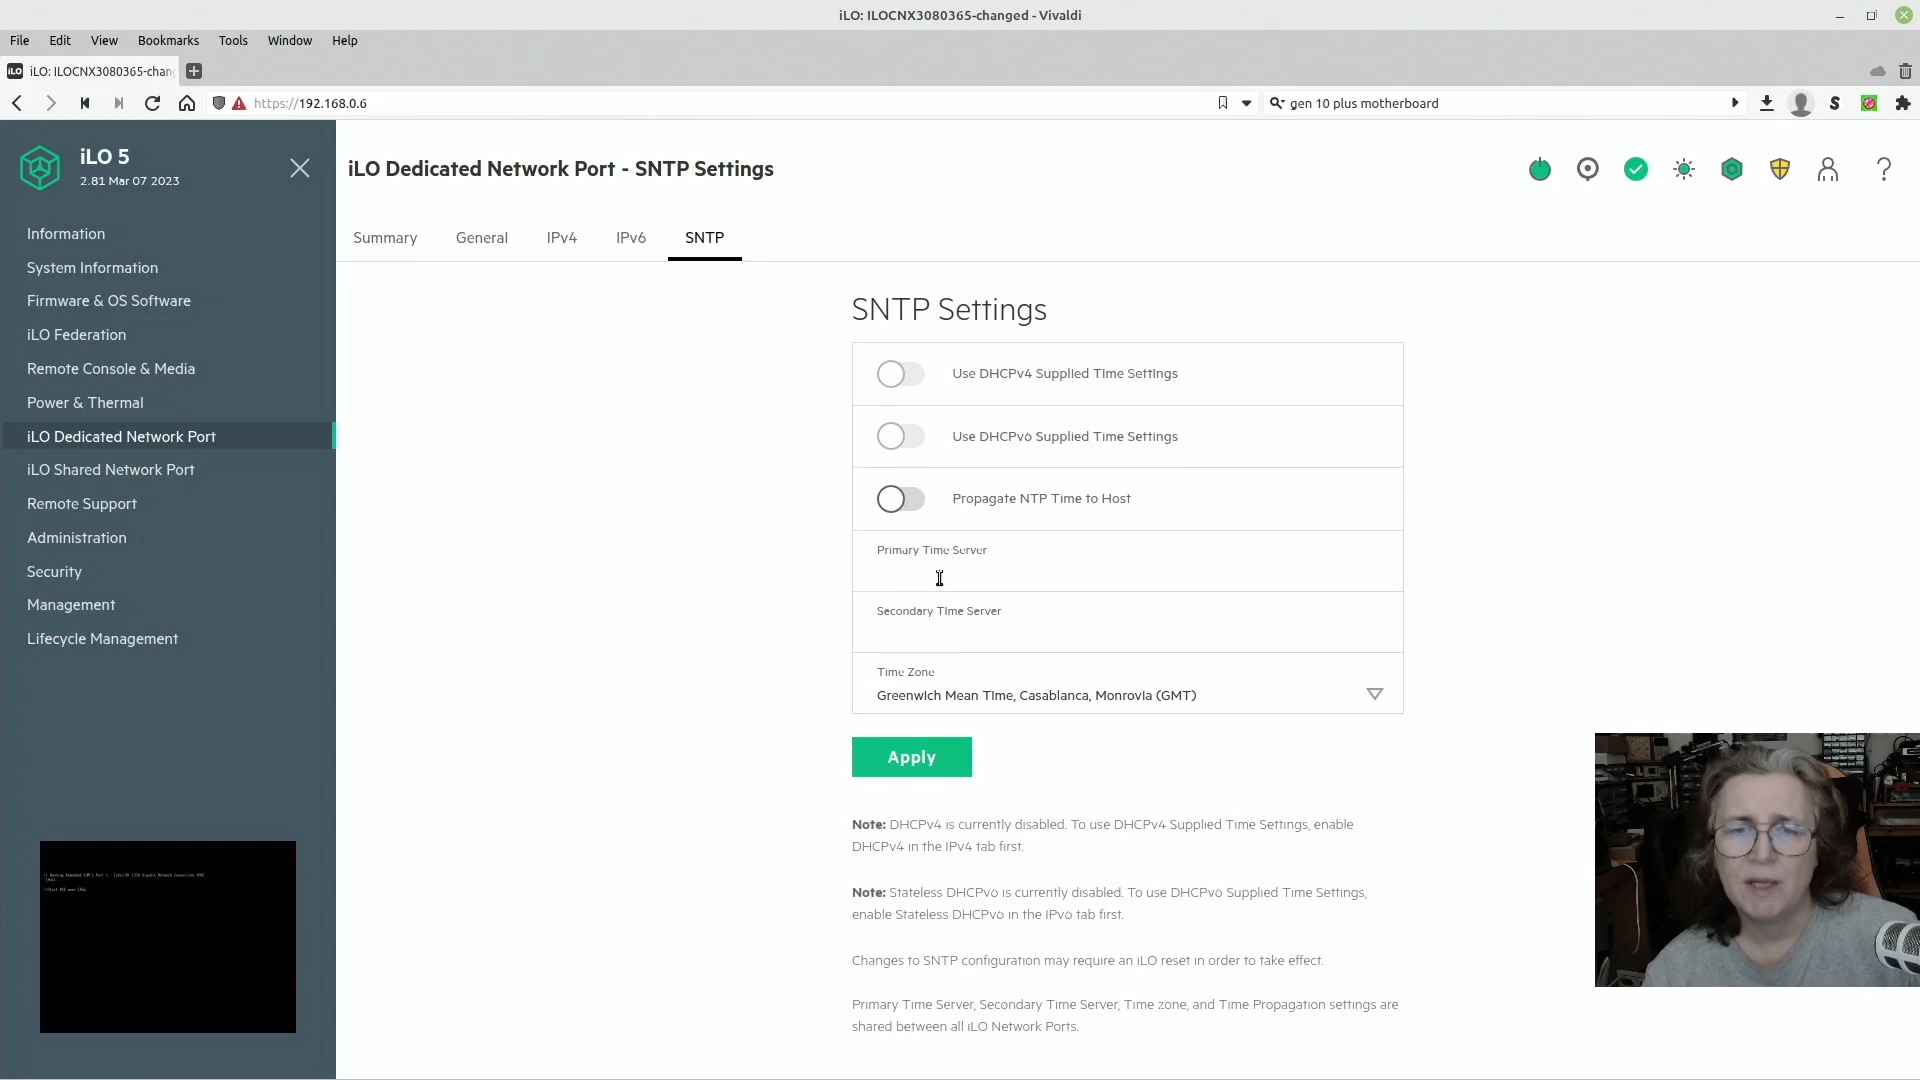 iLO: ILOCNX3080365-changed - Vivaldi
File Edit View Bookmarks Tools Window Help
iLO: ILOCNX3080365-chan
https://192.168.0.6
gen 10 plus motherboard
iLO 5
2.81 Mar 07 2023
Information
System Information
Firmware & OS Software
iLO Federation
Remote Console & Media
Power & Thermal
iLO Dedicated Network Port
iLO Shared Network Port
Remote Support
Administration
Security
Management
Lifecycle Management
iLO Dedicated Network Port - SNTP Settings
Summary General IPv4 IPv6 SNTP
SNTP Settings
Use DHCPv4 Supplied Time Settings
Use DHCPv6 Supplied Time Settings
Propagate NTP Time to Host
Primary Time Server
Secondary Time Server
Time Zone
Greenwich Mean Time, Casablanca, Monrovia (GMT)
Apply
Note: DHCPv4 is currently disabled. To use DHCPv4 Supplied Time Settings, enable
DHCPv4 in the IPv4 tab first.
Note: Stateless DHCPv6 is currently disabled. To use DHCPv6 Supplied Time Settings,
enable Stateless DHCPv6 in the IPv6 tab first.
Changes to SNTP configuration may require an iLO reset in order to take effect.
Primary Time Server, Secondary Time Server, Time zone, and Time Propagation settings are
shared between all iLO Network Ports.